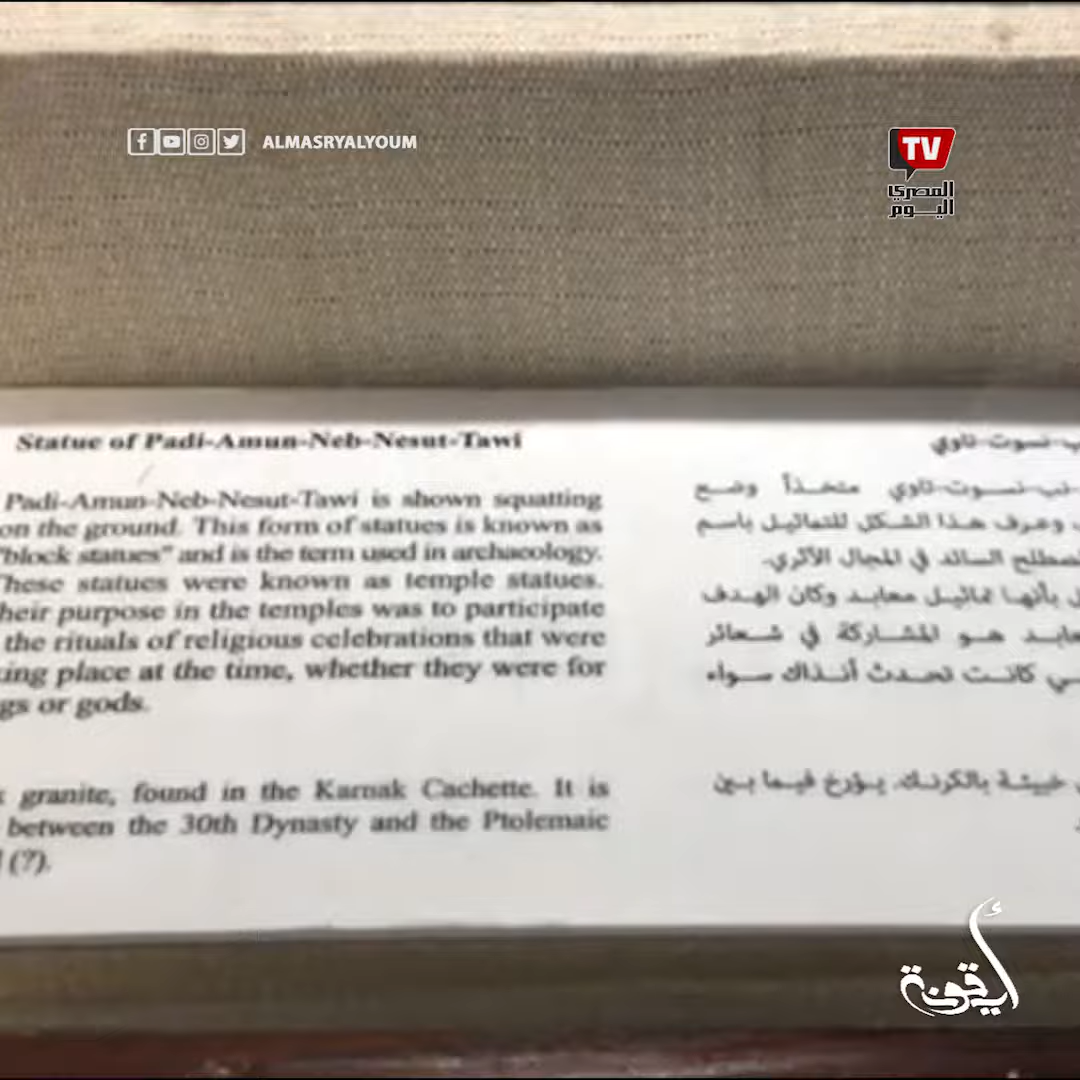 ALMASRYALYOUM
TV
المصري
اليوم
Statue of Padi-Amun-Neb-Nesut-Tawi
Padi-Amun-Neb-Nesut-Tawi is shown squatting
on the ground. This form of statues is known as
"block statues" and is the term used in archaeology.
These statues were known as temple statues.
heir purpose in the temples was to participate
the rituals of religious celebrations that were
ing place at the time, whether they were for
gs or gods.
granite, found in the Karnak Cachette. It is
between the 30th Dynasty and the Ptolemaic
(?).
ب-نسوت-تاوي
-نب-نسوت-تاوي متخذاً وضع
وعرف هذا الشكل للتماثيل باسم
صطلح السائد في المجال الأثري.
ل بأنها تماثيل معابد وكان الهدف
عابد هو المشاركة في شعائر
ي كانت تحدث أنذاك سواء
خبيئة بالكرنك. يؤرخ فيما بين
أيقونة